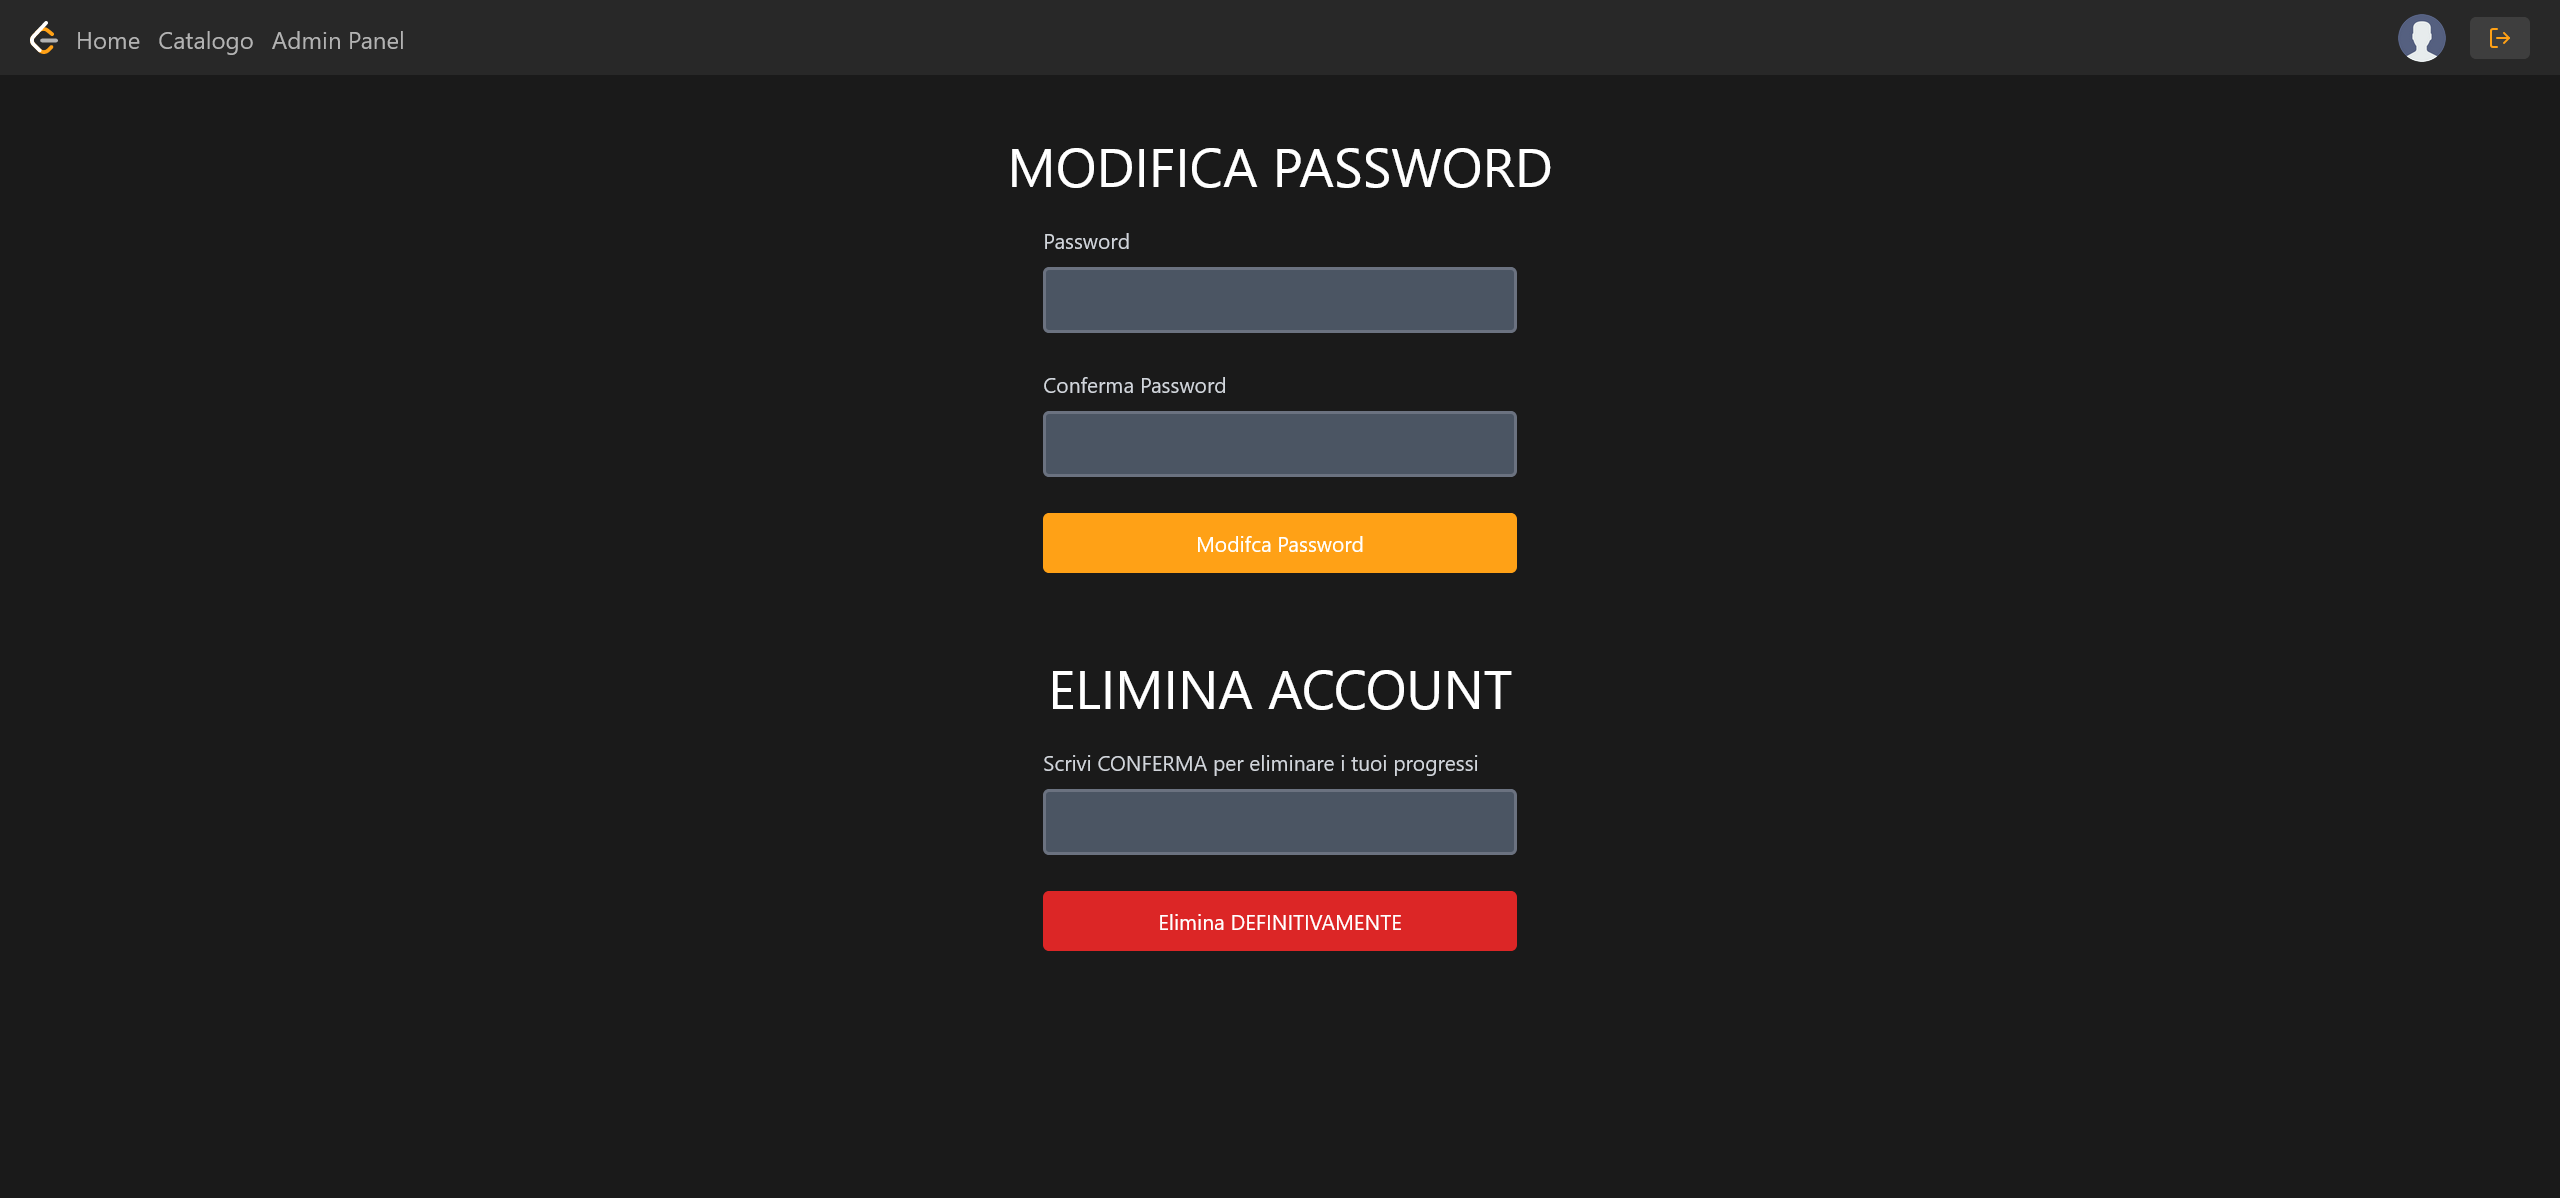 Home Catalogo Admin Panel
MODIFICA PASSWORD
Password
Conferma Password
Modifca Password
ELIMINA ACCOUNT
Scrivi CONFERMA per eliminare i tuoi progressi
Elimina DEFINITIVAMENTE